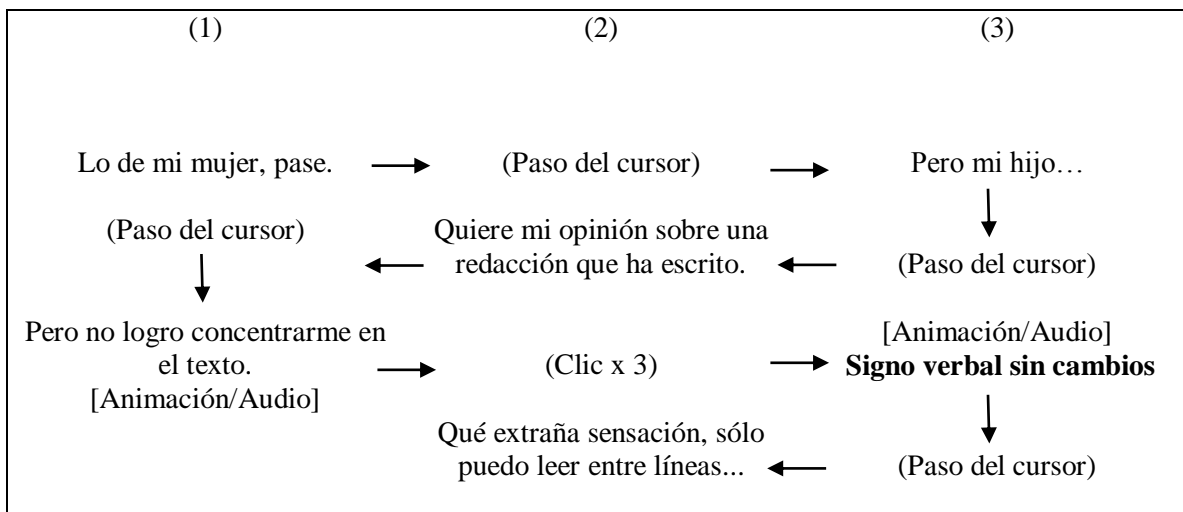 (1) (2) (3)
Lo de mi mujer, pase. (Paso del cursor) Pero mi hijo…
(Paso del cursor) Quiere mi opinión sobre una
redacción que ha escrito. (Paso del cursor)
Pero no logro concentrarme en
el texto.
[Animación/Audio]
(Clic x 3)
[Animación/Audio]
Signo verbal sin cambios
Qué extraña sensación, sólo
puedo leer entre líneas...
(Paso del cursor)